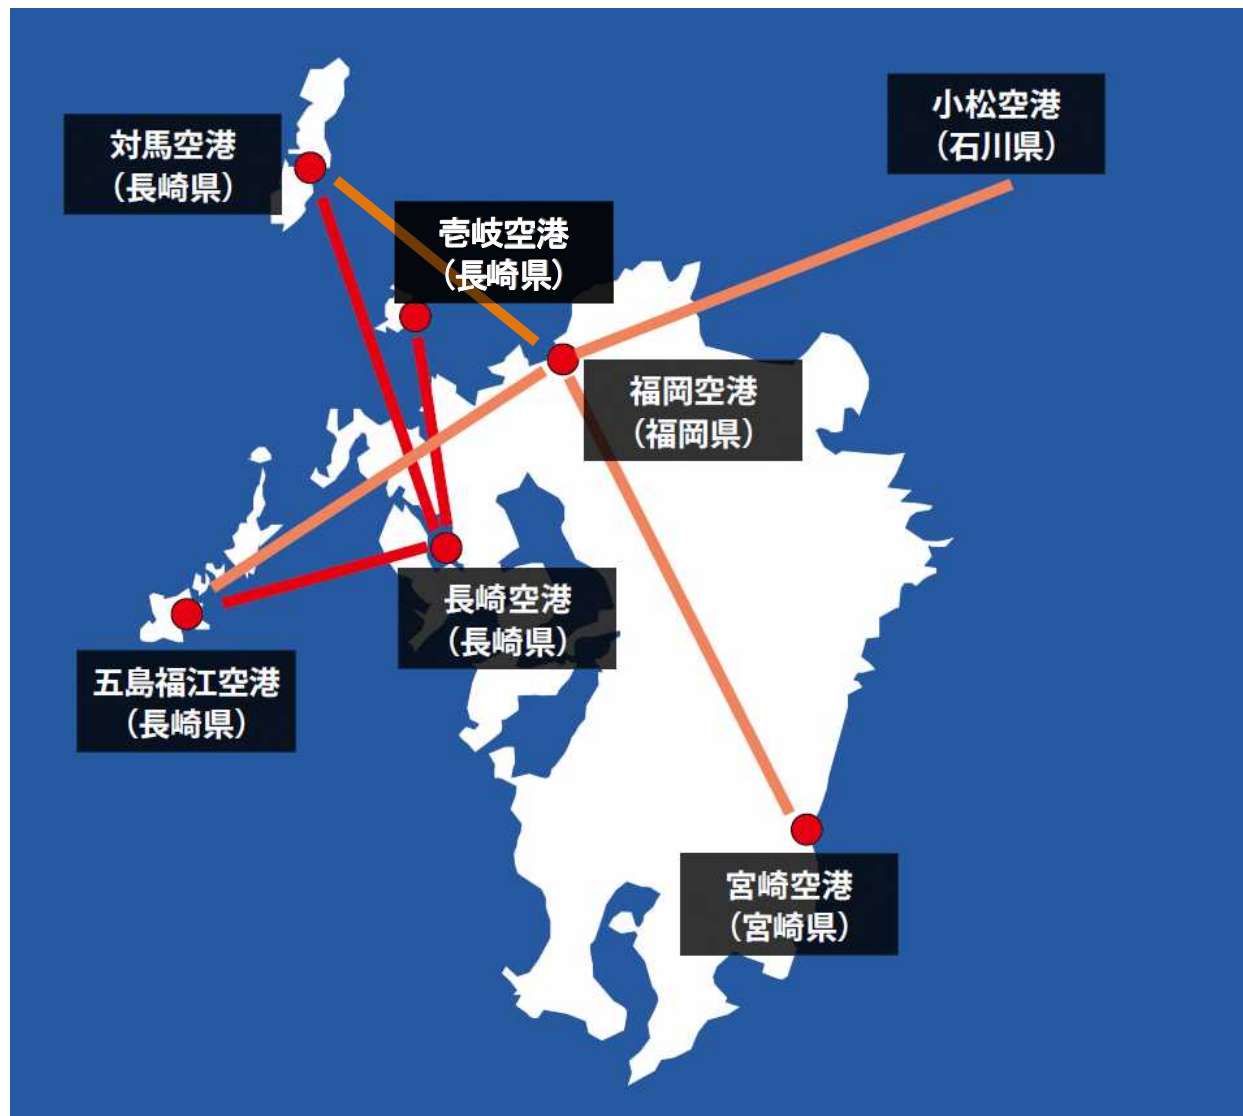 対馬空港
（長崎県）
小松空港
（石川県）
壱岐空港
（長崎県）
福岡空港
（福岡県）
長崎空港
（長崎県）
五島福江空港
（長崎県）
宮崎空港
（宮崎県）